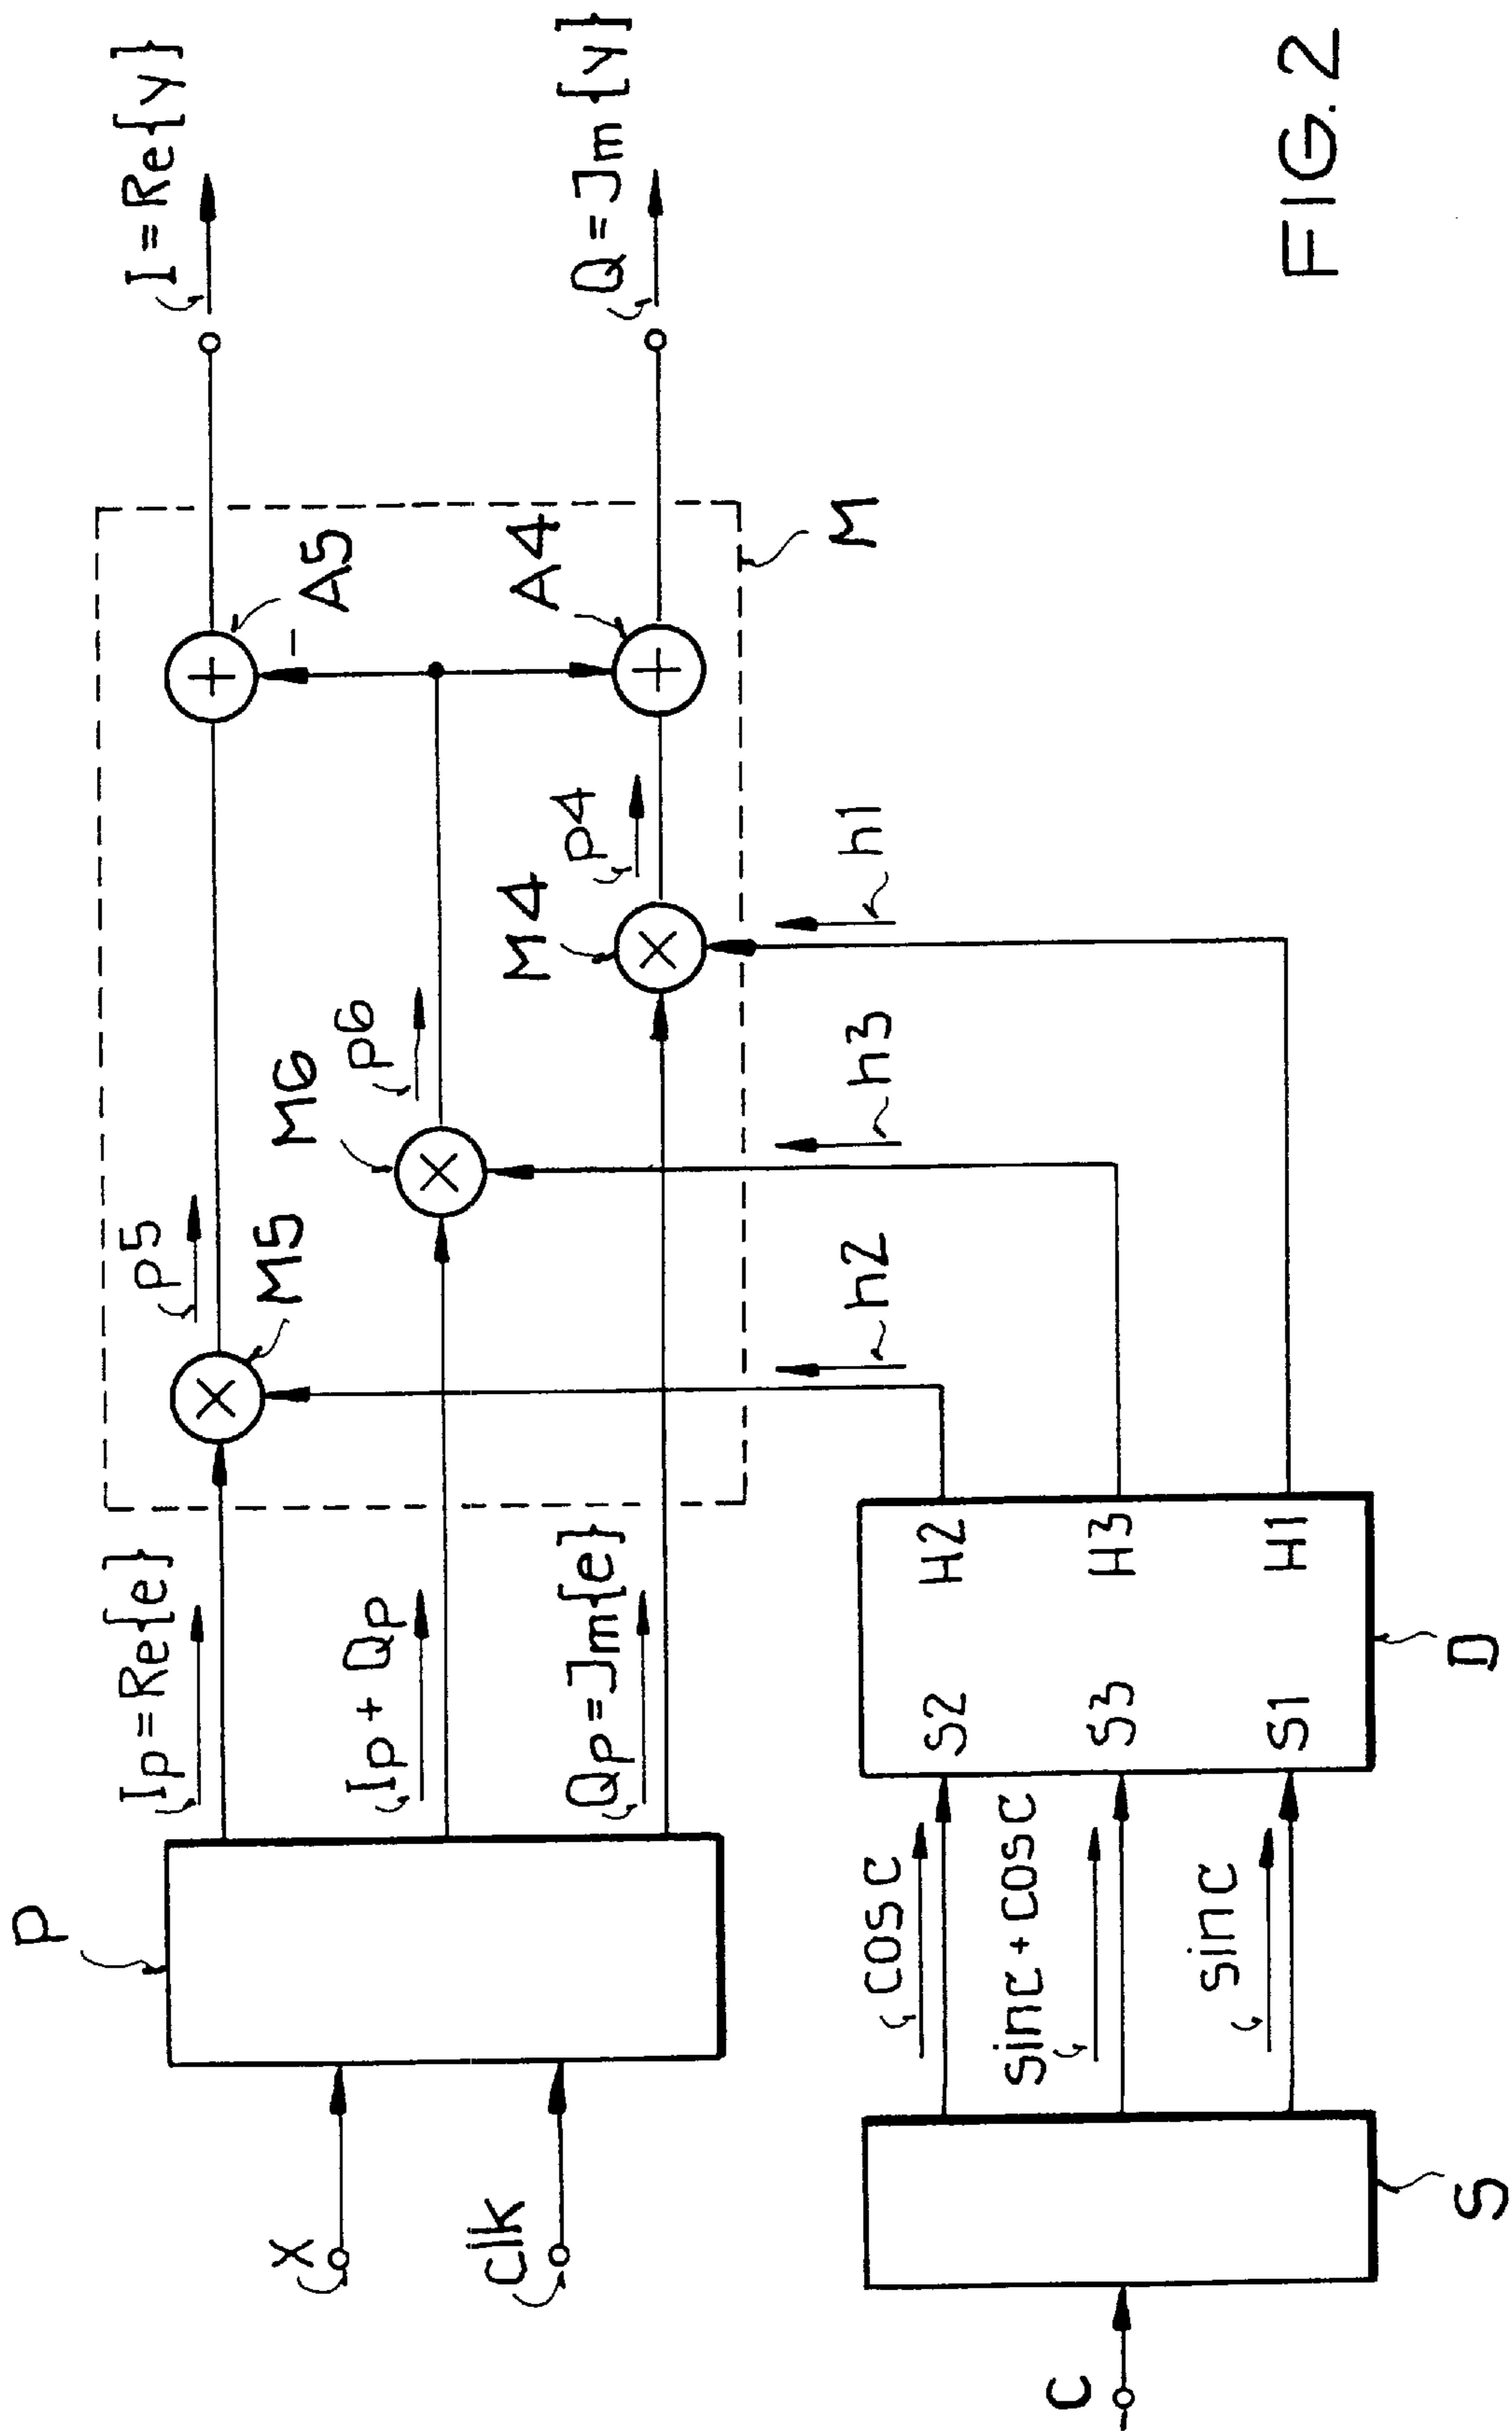 P
x
clk
Ip=Re{e}
Ip+Qp
Qp=Jm{e}
p5
M5
M6
p6
M4
p4
A5
–
A4
I=Re{y}
Q=Jm{y}
M
h2
h3
h1
C
S
cosc
sinc+cosc
sinc
S2 H2
S3 H3
S1 H1
D
FIG. 2